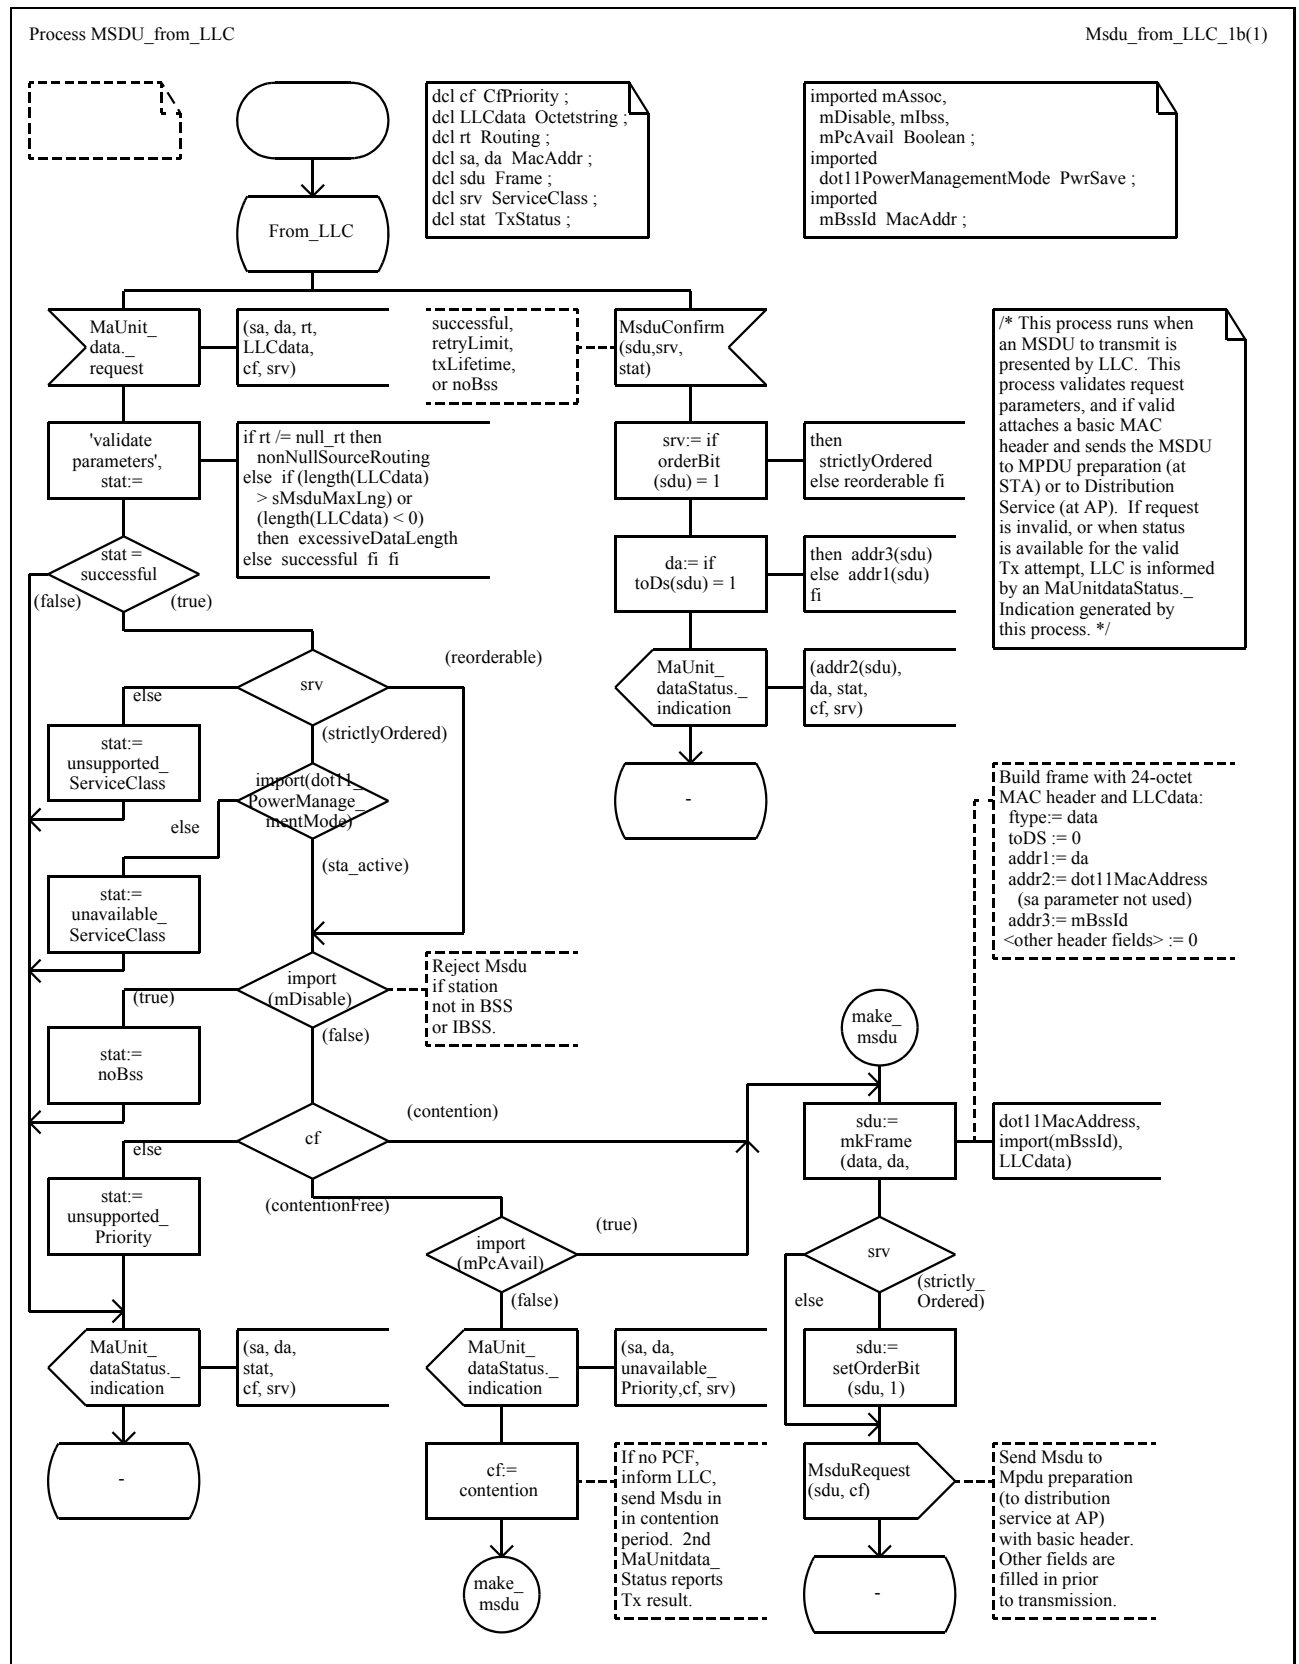 Process MSDU_from_LLC
Msdu_from_LLC_1b(1)
dcl cf CfPriority ;
dcl LLCdata Octetstring ;
dcl rt Routing ;
dcl sa, da MacAddr ;
dcl sdu Frame ;
dcl srv ServiceClass ;
dcl stat TxStatus ;
imported mAssoc,
mDisable, mIbss,
mPcAvail Boolean ;
imported
dot11PowerManagementMode PwrSave ;
imported
mBssId MacAddr ;
From_LLC
MaUnit_
data._
request
(sa, da, rt,
LLCdata,
cf, srv)
successful,
retryLimit,
txLifetime,
or noBss
MsduConfirm
(sdu,srv,
stat)
/* This process runs when
an MSDU to transmit is
presented by LLC. This
process validates request
parameters, and if valid
attaches a basic MAC
header and sends the MSDU
to MPDU preparation (at
STA) or to Distribution
Service (at AP). If request
is invalid, or when status
is available for the valid
Tx attempt, LLC is informed
by an MaUnitdataStatus._
Indication generated by
this process. */
'validate
parameters',
stat:=
if rt /= null_rt then
nonNullSourceRouting
else if (length(LLCdata)
> sMsduMaxLng) or
(length(LLCdata) < 0)
then excessiveDataLength
else successful fi fi
srv:= if
orderBit
(sdu) = 1
then
strictlyOrdered
else reorderable fi
stat =
successful
(false)
(true)
da:= if
toDs(sdu) = 1
then addr3(sdu)
else addr1(sdu)
fi
srv
(reorderable)
else
(strictlyOrdered)
MaUnit_
dataStatus._
indication
(addr2(sdu),
da, stat,
cf, srv)
stat:=
unsupported_
ServiceClass
import(dot11_
PowerManage_
mentMode)
else
(sta_active)
-
Build frame with 24-octet
MAC header and LLCdata:
ftype:= data
toDS := 0
addr1:= da
addr2:= dot11MacAddress
(sa parameter not used)
addr3:= mBssId
<other header fields> := 0
stat:=
unavailable_
ServiceClass
import
(mDisable)
(true)
(false)
Reject Msdu
if station
not in BSS
or IBSS.
make_
msdu
stat:=
noBss
cf
(contention)
else
(contentionFree)
sdu:=
mkFrame
(data, da,
dot11MacAddress,
import(mBssId),
LLCdata)
stat:=
unsupported_
Priority
import
(mPcAvail)
(true)
(false)
srv
else
(strictly_
Ordered)
MaUnit_
dataStatus._
indication
(sa, da,
stat,
cf, srv)
MaUnit_
dataStatus._
indication
(sa, da,
unavailable_
Priority,cf, srv)
sdu:=
setOrderBit
(sdu, 1)
-
cf:=
contention
If no PCF,
inform LLC,
send Msdu in
in contention
period. 2nd
MaUnitdata_
Status reports
Tx result.
MsduRequest
(sdu, cf)
Send Msdu to
Mpdu preparation
(to distribution
service at AP)
with basic header.
Other fields are
filled in prior
to transmission.
make_
msdu
-